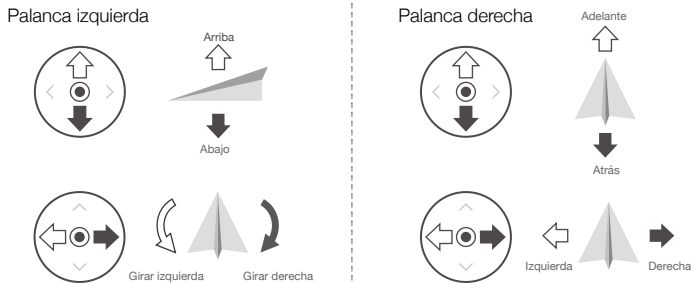 Palanca izquierda
Arriba
Abajo
Girar izquierda
Girar derecha
Palanca derecha
Adelante
Atrás
Izquierda
Derecha